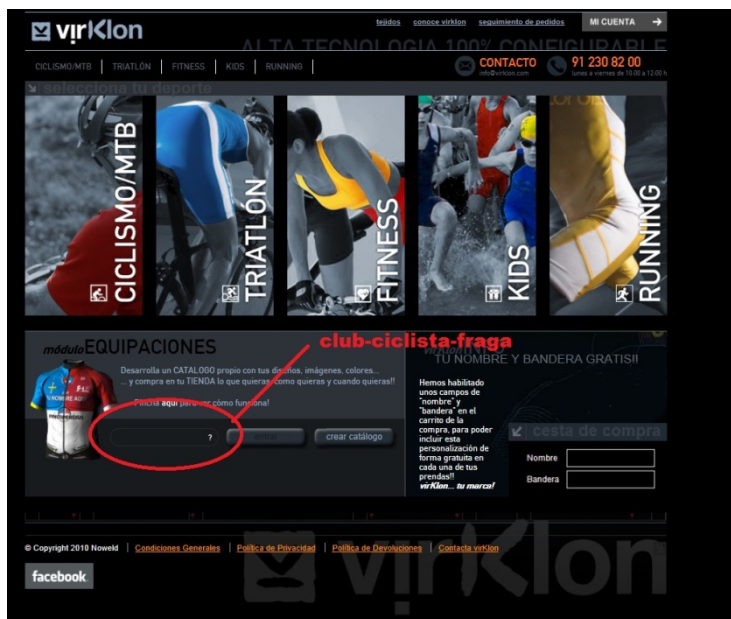 virKlon
tejidos conoce virklon seguimiento de pedidos MI CUENTA
ALTA TECNOLOGIA 100% CONFIGURABLE
CICLISMO/MTB TRIATLÓN FITNESS KIDS RUNNING
CONTACTO 91 230 82 00
info@virklon.com lunes a viernes de 10.00 a 12:00 h
selecciona tu deporte
CICLISMO/MTB
TRIATLÓN
FITNESS
KIDS
RUNNING
club-ciclista-fraga
módulo EQUIPACIONES
Desarrolla un CATALOGO propio con tus diseños, imágenes, colores...
... y compra en tu TIENDA lo que quieras, como quieras y cuando quieras!!
Pincha aquí para ver cómo funciona!
?
entrar
crear catálogo
TU NOMBRE AQUÍ
virKlon INFO
TU NOMBRE Y BANDERA GRATIS!!
Hemos habilitado
unos campos de
"nombre" y
"bandera" en el
carrito de la
compra, para poder
incluir esta
personalización de
forma gratuita en
cada una de tus
prendas!!
virKlon... tu marca!
cesta de compra
Nombre
Bandera
© Copyright 2010 Noweld Condiciones Generales Política de Privacidad Política de Devoluciones Contacta virKlon
facebook
virKlon